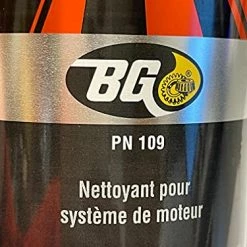 BG
PN 109
Nettoyant pour
système de moteur